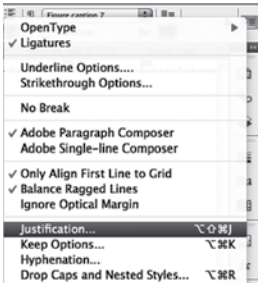 Figure caption 7
OpenType
✓ Ligatures
Underline Options....
Strikethrough Options...
No Break
✓ Adobe Paragraph Composer
Adobe Single-line Composer
✓ Only Align First Line to Grid
✓ Balance Ragged Lines
Ignore Optical Margin
Justification... ⌥⇧⌘J
Keep Options... ⌥⌘K
Hyphenation...
Drop Caps and Nested Styles... ⌥⌘R